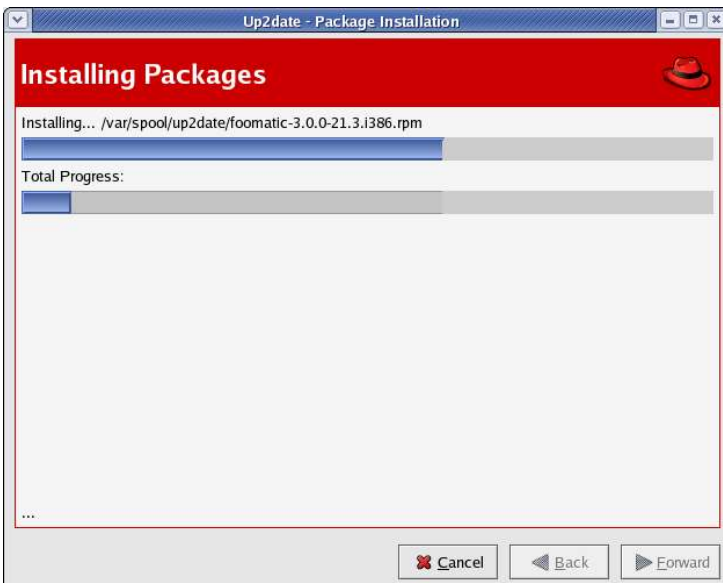 Up2date - Package Installation
Installing Packages
Installing... /var/spool/up2date/foomatic-3.0.0-21.3.i386.rpm
Total Progress:
...
Cancel
Back
Forward